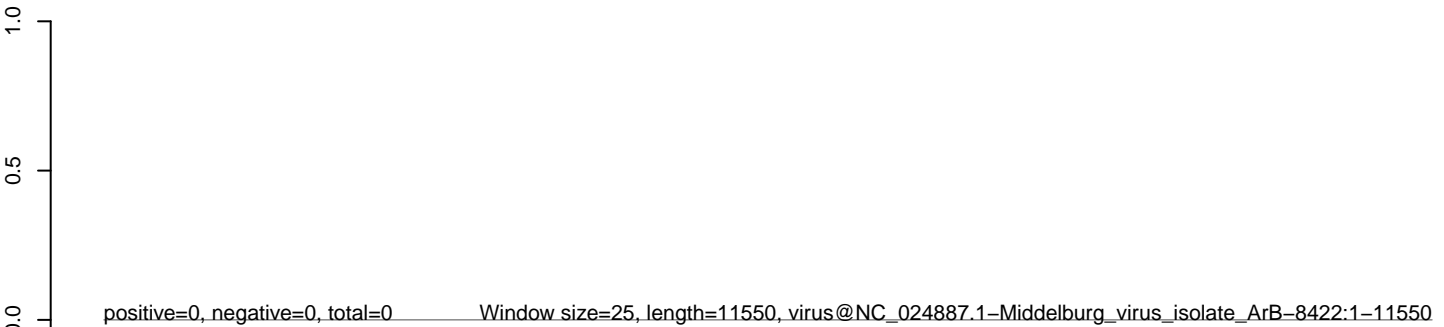 1.0
0.5
0.0
positive=0, negative=0, total=0 Window size=25, length=11550, virus@NC_024887.1−Middelburg_virus_isolate_ArB−8422:1−11550